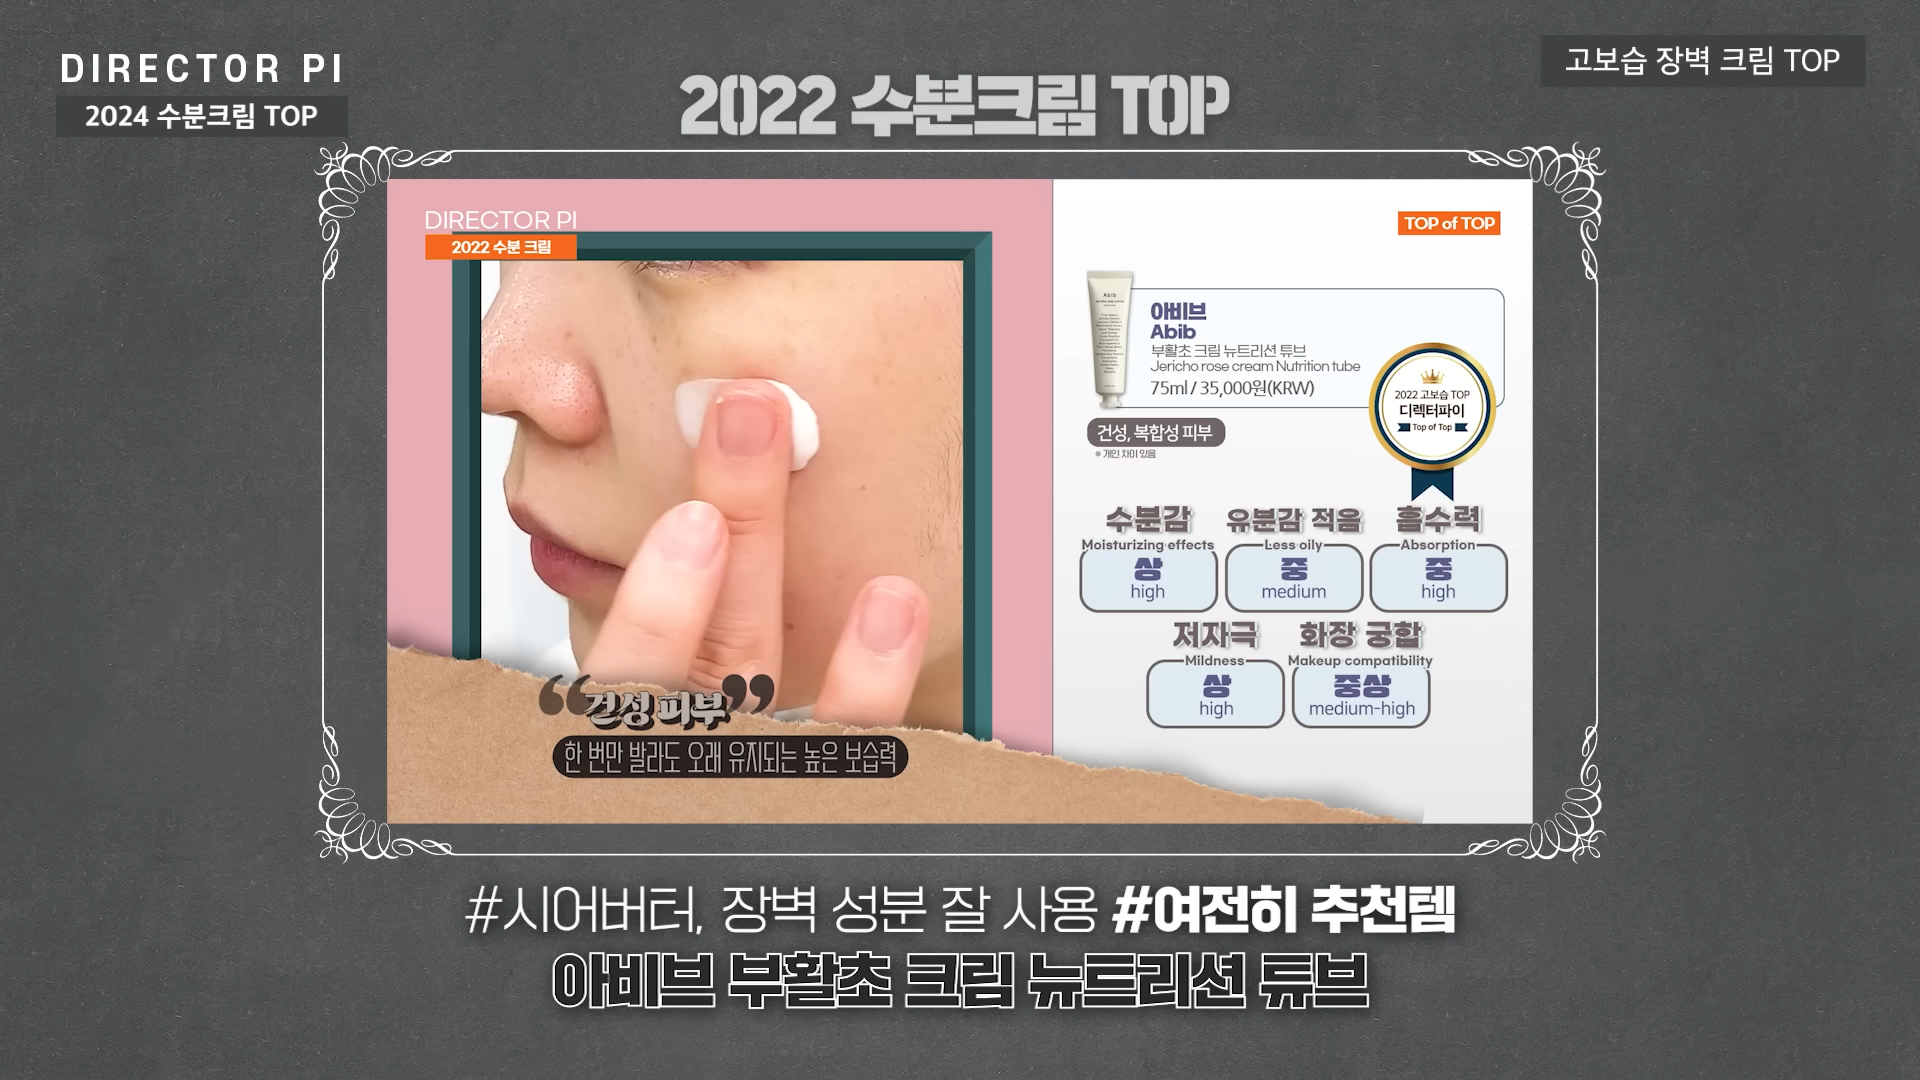 DIRECTOR PI
2024 수분크림 TOP
고보습 장벽 크림 TOP
2022 수분크림 TOP
DIRECTOR PI
2022 수분 크림
TOP of TOP
Abib
아비브
Abib
부활초 크림 뉴트리션 튜브
Jericho rose cream Nutrition tube
75ml / 35,000원(KRW)
2022 고보습 TOP
디렉터파이
Top of Top
건성, 복합성 피부
※ 개인 차이 있음
수분감
Moisturizing effects
상
high
유분감 적음
Less oily
중
medium
흡수력
Absorption
중
high
저자극
Mildness
상
high
화장 궁합
Makeup compatibility
중상
medium-high
“건성 피부”
한 번만 발라도 오래 유지되는 높은 보습력
#시어버터, 장벽 성분 잘 사용 #여전히 추천템
아비브 부활초 크림 뉴트리션 튜브